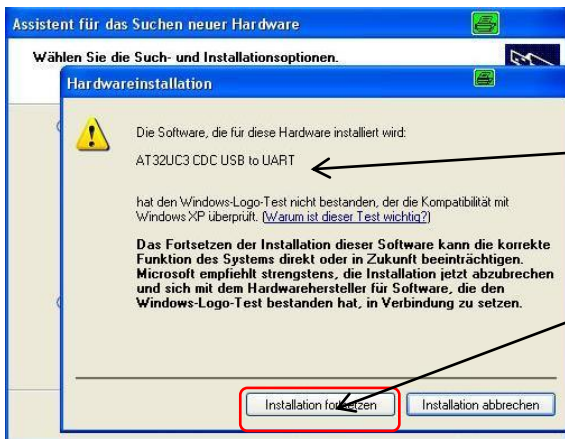 Assistent für das Suchen neuer Hardware
Wählen Sie die Such- und Installationsoptionen.
Hardwareinstallation
Die Software, die für diese Hardware installiert wird:
AT32UC3 CDC USB to UART
hat den Windows-Logo-Test nicht bestanden, der die Kompatibilität mit
Windows XP überprüft. (Warum ist dieser Test wichtig?)
Das Fortsetzen der Installation dieser Software kann die korrekte
Funktion des Systems direkt oder in Zukunft beeinträchtigen.
Microsoft empfiehlt strengstens, die Installation jetzt abzubrechen
und sich mit dem Hardwarehersteller für Software, die den
Windows-Logo-Test bestanden hat, in Verbindung zu setzen.
Installation fortsetzen
Installation abbrechen